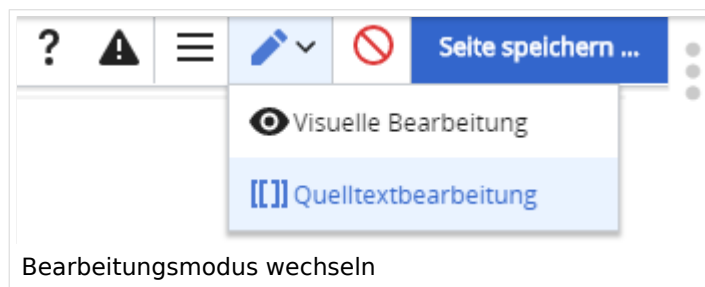 ? Seite speichern ...
Visuelle Bearbeitung
[[ ]] Quelltextbearbeitung
Bearbeitungsmodus wechseln